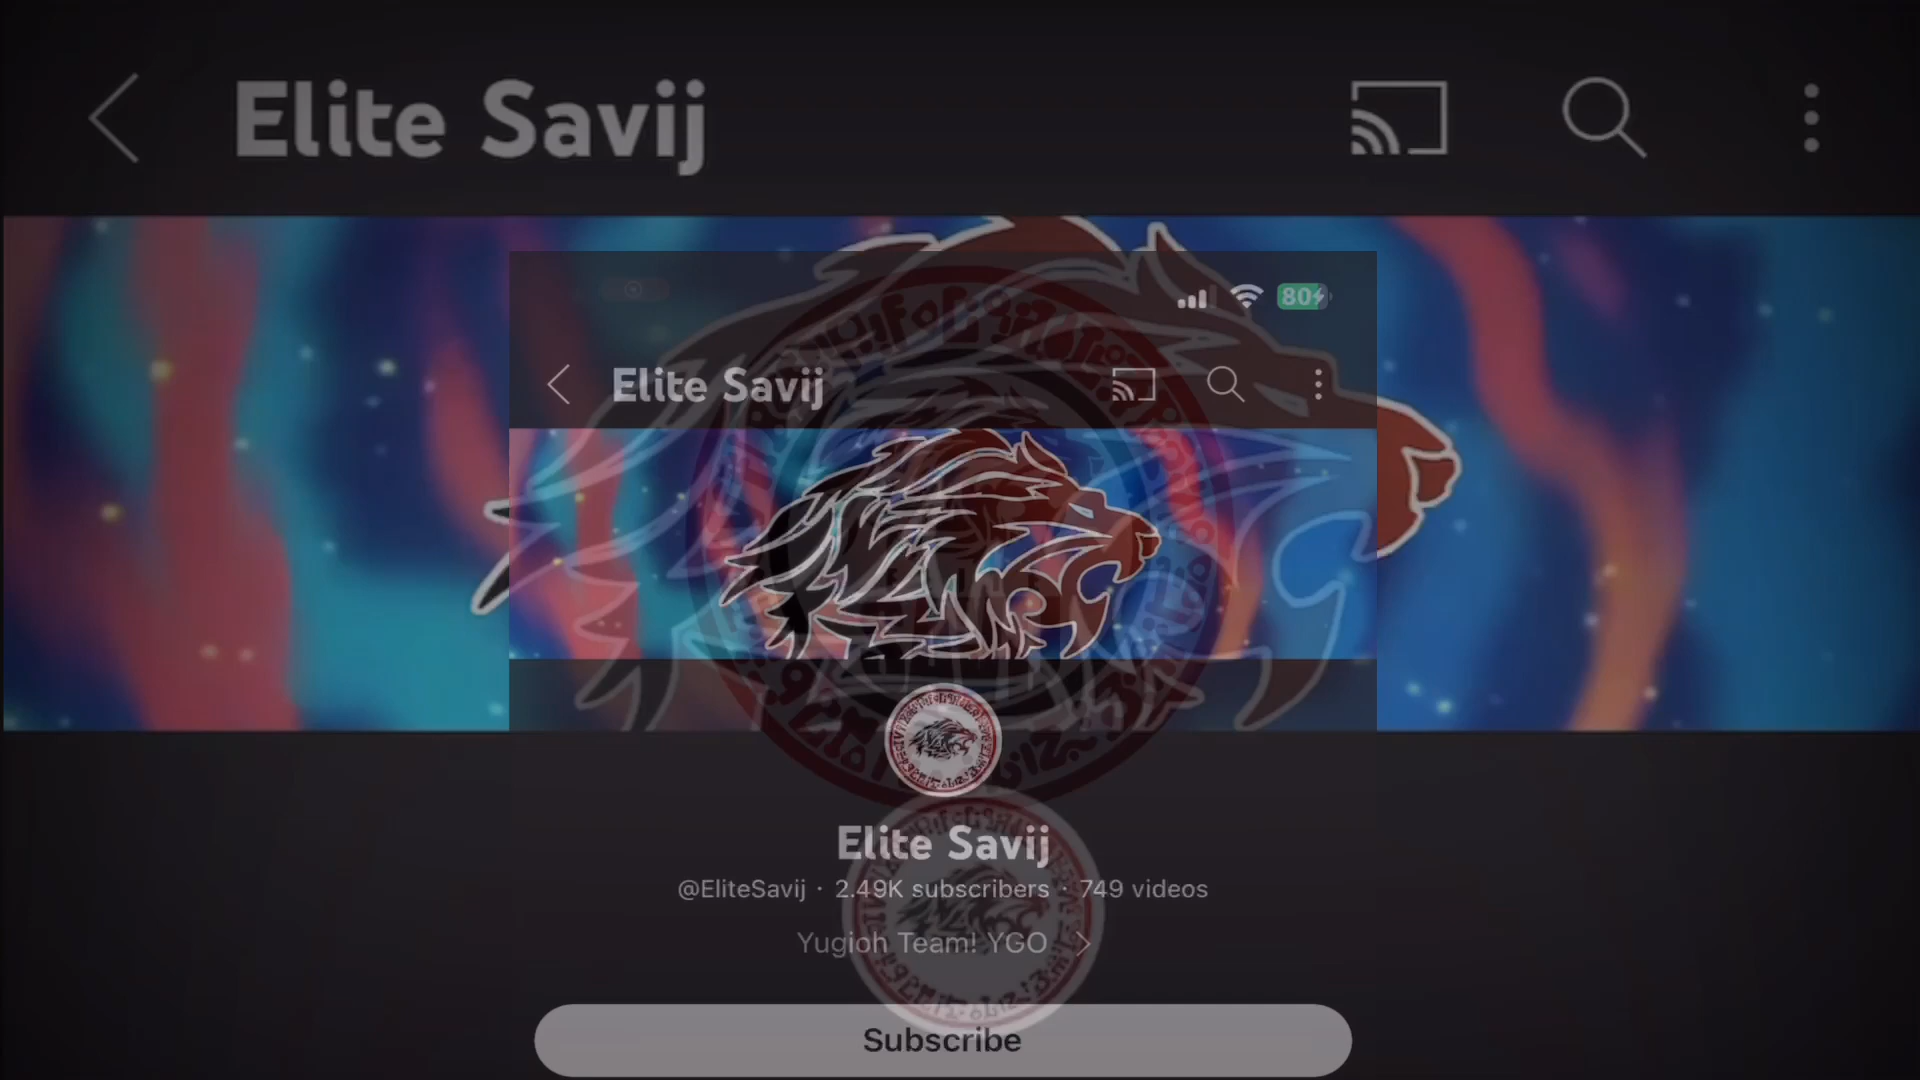 Elite Savij
80
Elite Savij
Elite Savij
@EliteSavij · 2.49K subscribers · 749 videos
Yugioh Team! YGO
Subscribe